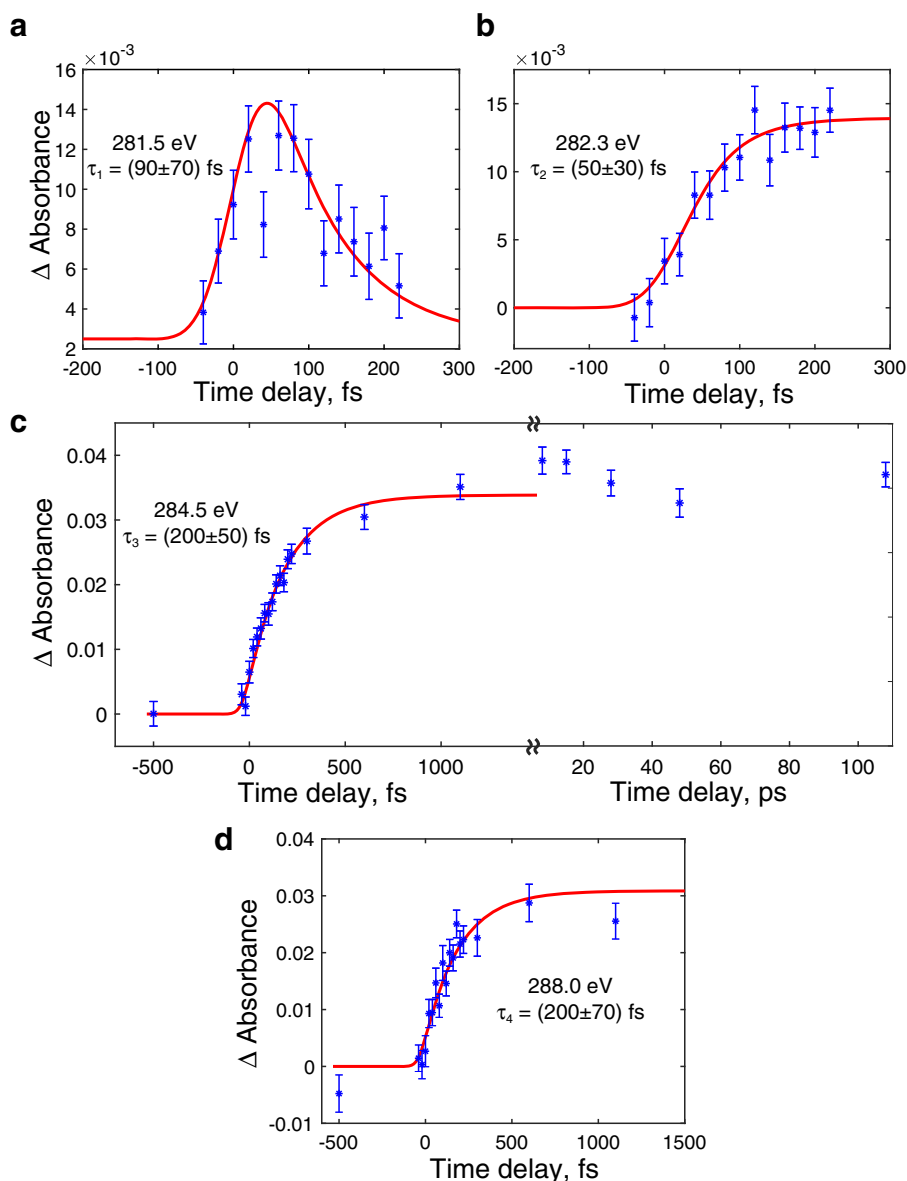 a
×10⁻³
16
14
12
10
8
6
4
2
Δ Absorbance
281.5 eV
τ₁ = (90±70) fs
-200 -100 0 100 200 300
Time delay, fs
b
×10⁻³
15
10
5
0
282.3 eV
τ₂ = (50±30) fs
-200 -100 0 100 200 300
Time delay, fs
c
0.04
0.03
0.02
0.01
0
Δ Absorbance
284.5 eV
τ₃ = (200±50) fs
-500 0 500 1000 20 40 60 80 100
Time delay, fs Time delay, ps
d
0.04
0.03
0.02
0.01
0
-0.01
Δ Absorbance
288.0 eV
τ₄ = (200±70) fs
-500 0 500 1000 1500
Time delay, fs